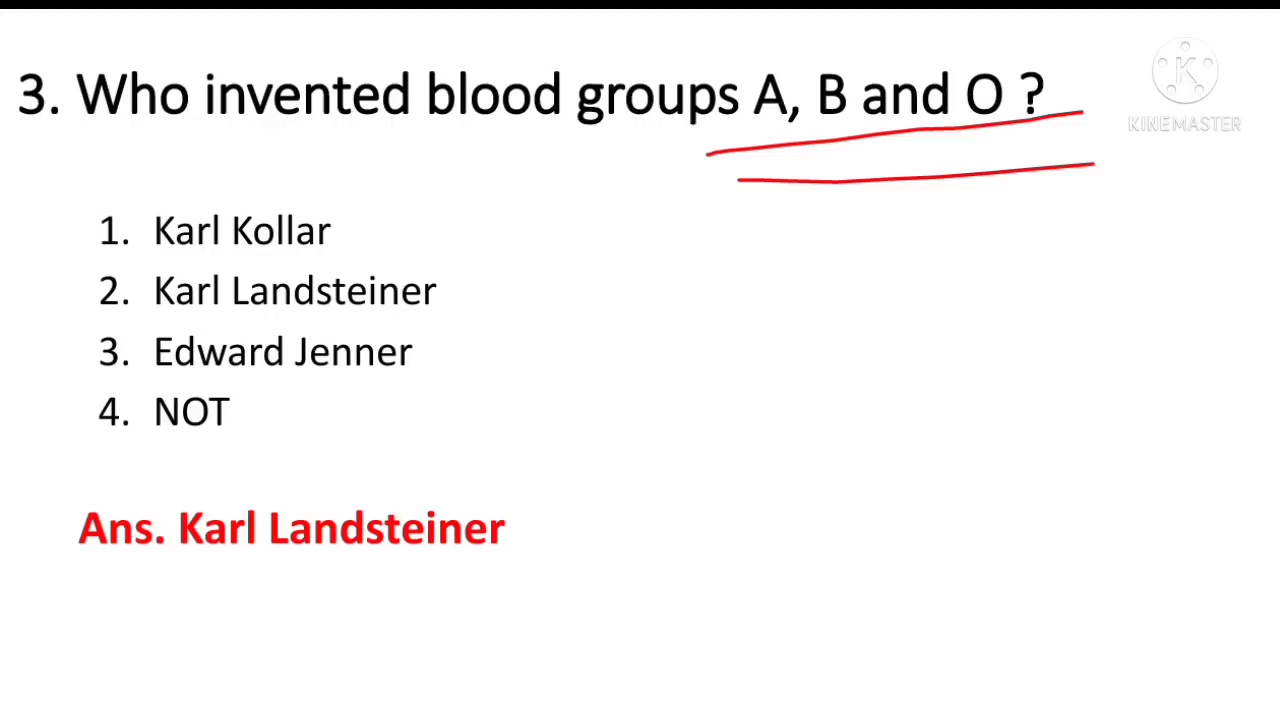 3. Who invented blood groups A, B and O ?
KINEMASTER
1. Karl Kollar
2. Karl Landsteiner
3. Edward Jenner
4. NOT
Ans. Karl Landsteiner